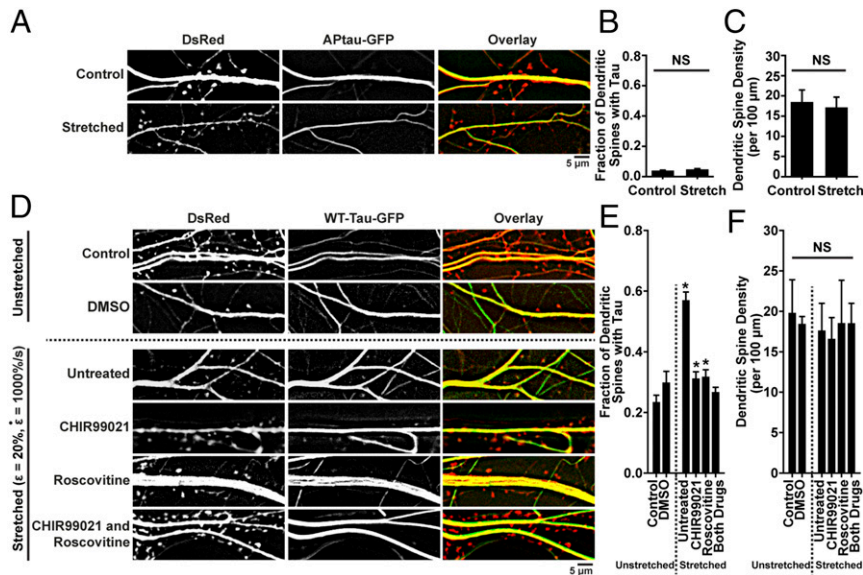 A
DsRed
APtau-GFP
Overlay
Control
Stretched
5 µm
B
Fraction of Dendritic
Spines with Tau
0.8
0.6
0.4
0.2
0.0
NS
Control Stretch
C
Dendritic Spine Density
(per 100 µm)
30
25
20
15
10
5
0
NS
Control Stretch
D
DsRed
WT-Tau-GFP
Overlay
Unstretched
Control
DMSO
Stretched (ε = 20%, ε̇ = 1000%/s)
Untreated
CHIR99021
Roscovitine
CHIR99021 and
Roscovitine
5 µm
E
Fraction of Dendritic
Spines with Tau
0.8
0.6
0.4
0.2
0.0
*
*
*
Control
DMSO
Untreated
CHIR99021
Roscovitine
Both Drugs
Unstretched
Stretched
F
Dendritic Spine Density
(per 100 µm)
30
25
20
15
10
5
0
NS
Control
DMSO
Untreated
CHIR99021
Roscovitine
Both Drugs
Unstretched
Stretched